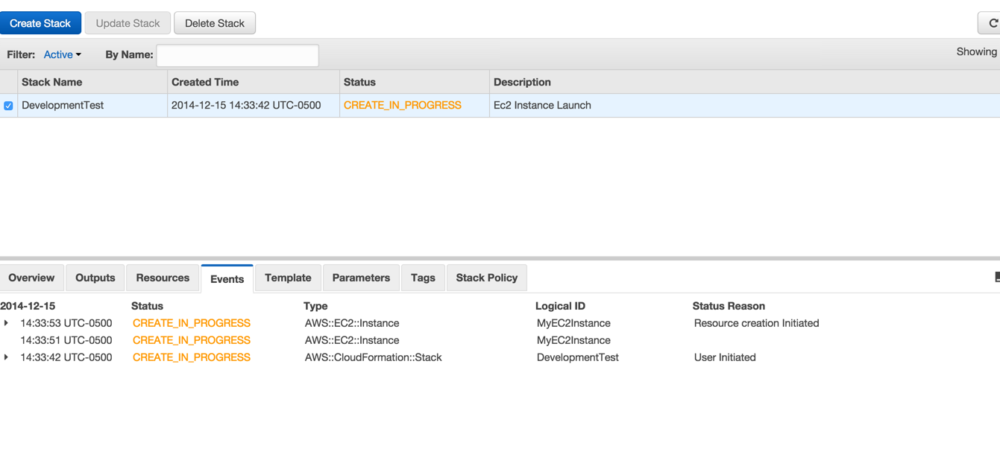 Create Stack Update Stack Delete Stack
Filter: Active By Name:
Showing
Stack Name Created Time Status Description
DevelopmentTest 2014-12-15 14:33:42 UTC-0500 CREATE_IN_PROGRESS Ec2 Instance Launch
Overview Outputs Resources Events Template Parameters Tags Stack Policy
2014-12-15 Status Type Logical ID Status Reason
14:33:53 UTC-0500 CREATE_IN_PROGRESS AWS::EC2::Instance MyEC2Instance Resource creation Initiated
14:33:51 UTC-0500 CREATE_IN_PROGRESS AWS::EC2::Instance MyEC2Instance
14:33:42 UTC-0500 CREATE_IN_PROGRESS AWS::CloudFormation::Stack DevelopmentTest User Initiated